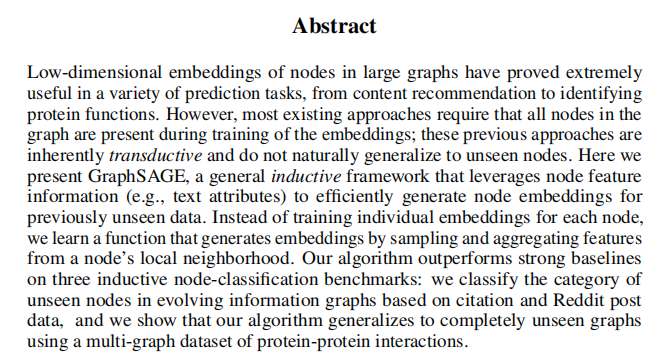 Abstract
Low-dimensional embeddings of nodes in large graphs have proved extremely
useful in a variety of prediction tasks, from content recommendation to identifying
protein functions. However, most existing approaches require that all nodes in the
graph are present during training of the embeddings; these previous approaches are
inherently transductive and do not naturally generalize to unseen nodes. Here we
present GraphSAGE, a general inductive framework that leverages node feature
information (e.g., text attributes) to efficiently generate node embeddings for
previously unseen data. Instead of training individual embeddings for each node,
we learn a function that generates embeddings by sampling and aggregating features
from a node's local neighborhood. Our algorithm outperforms strong baselines
on three inductive node-classification benchmarks: we classify the category of
unseen nodes in evolving information graphs based on citation and Reddit post
data, and we show that our algorithm generalizes to completely unseen graphs
using a multi-graph dataset of protein-protein interactions.